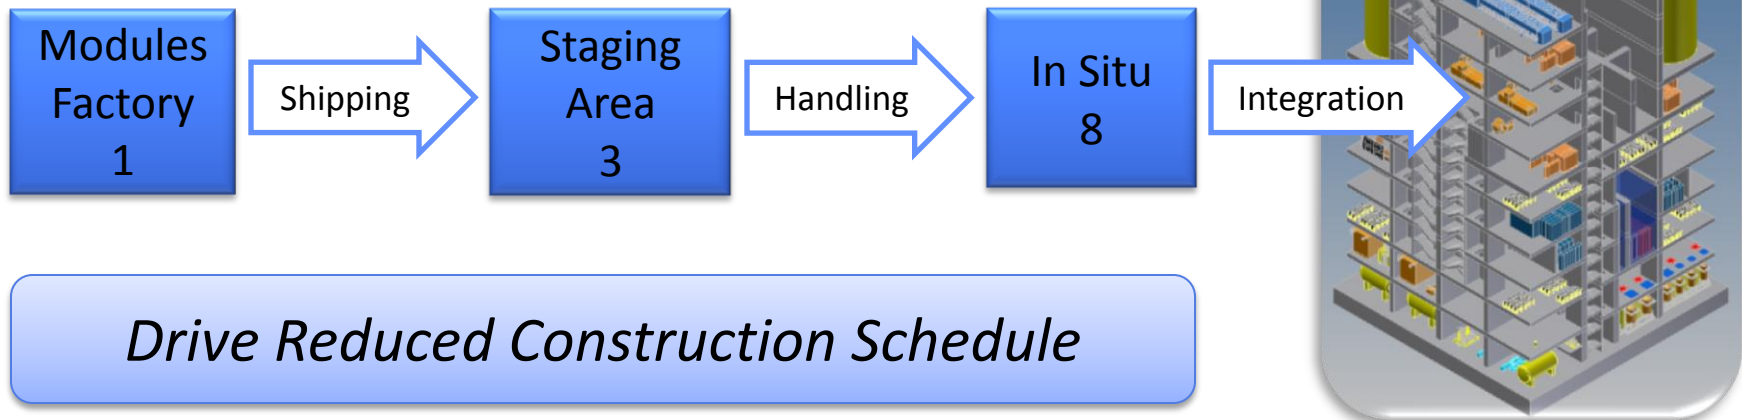 Modules
Factory
1
Shipping
Staging
Area
3
Handling
In Situ
8
Integration
Drive Reduced Construction Schedule